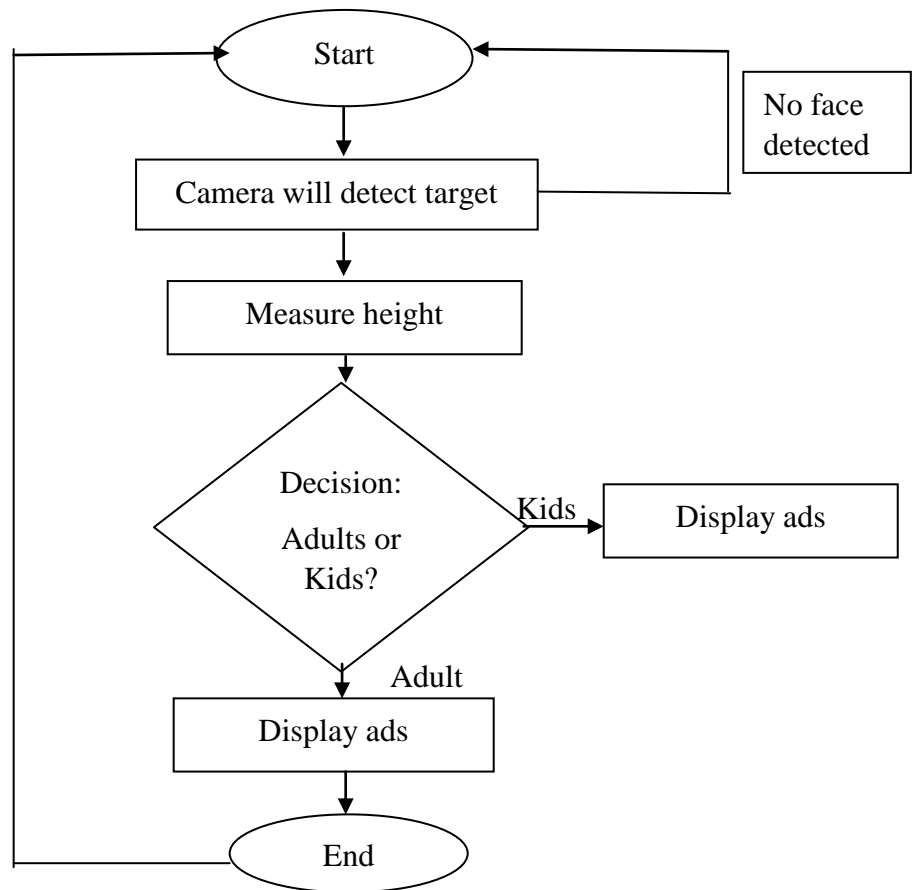 Start
No face
detected
Camera will detect target
Measure height
Decision:
Adults or
Kids?
Kids
Display ads
Adult
Display ads
End